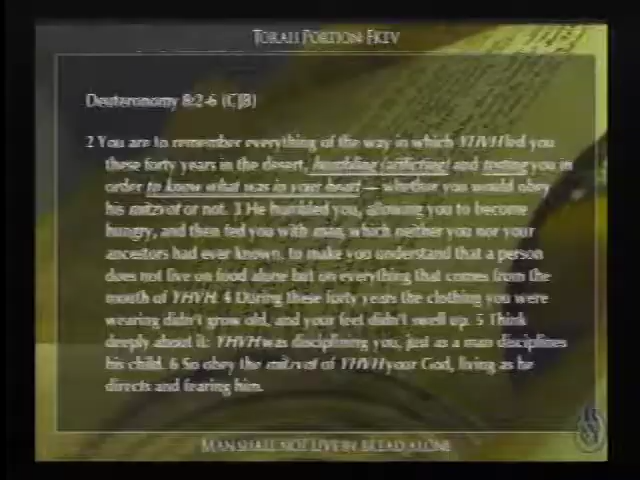 TORAH PORTION: EKEV
Deuteronomy 8:2-6 (CJB)
2 You are to remember everything of the way in which YHVH led you
these forty years in the desert, humbling (afflicting) and testing you in
order to know what was in your heart — whether you would obey
his mitzvot or not. 3 He humbled you, allowing you to become
hungry, and then fed you with man, which neither you nor your
ancestors had ever known, to make you understand that a person
does not live on food alone but on everything that comes from the
mouth of YHVH. 4 During these forty years the clothing you were
wearing didn't grow old, and your feet didn't swell up. 5 Think
deeply about it: YHVH was disciplining you, just as a man disciplines
his child. 6 So obey the mitzvot of YHVH your God, living as he
directs and fearing him.
MAN SHALL NOT LIVE BY BREAD ALONE